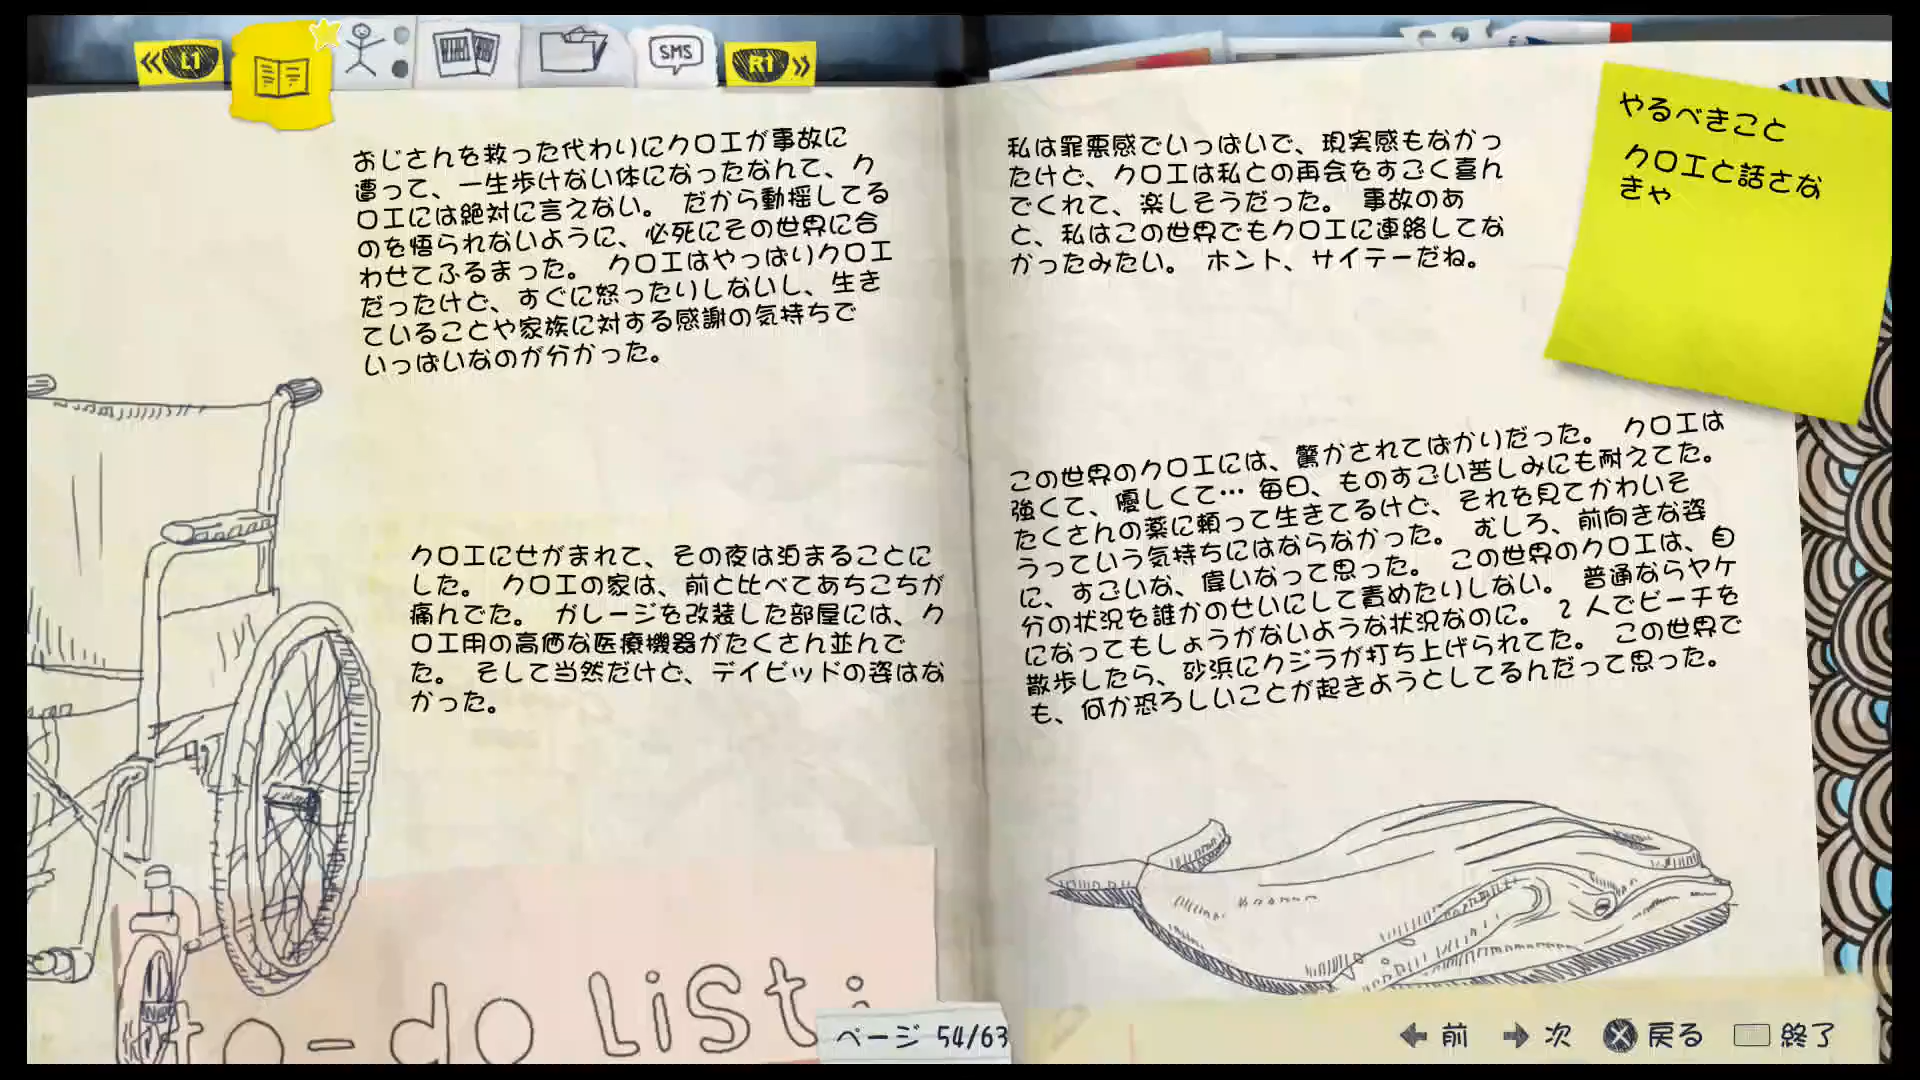 L1
SMS
R1
おじさんを救った代わりにクロエが事故に
遭って、一生歩けない体になったなんて、ク
ロエには絶対に言えない。 だから動揺してる
のを悟られないように、必死にその世界に合
わせてふるまった。 クロエはやっぱりクロエ
だったけど、すぐに怒ったりしないし、生き
ていることや家族に対する感謝の気持ちで
いっぱいなのが分かった。
クロエにせがまれて、その夜は泊まることに
した。 クロエの家は、前と比べてあちこちが
痛んでた。 ガレージを改装した部屋には、ク
ロエ用の高価な医療機器がたくさん並んで
た。 そして当然だけど、デイビッドの姿はな
かった。
to-do List:
ページ 54/63
私は罪悪感でいっぱいで、現実感もなかっ
たけど、クロエは私との再会をすごく喜ん
でくれて、楽しそうだった。 事故のあ
と、私はこの世界でもクロエに連絡してな
かったみたい。 ホント、サイテーだね。
この世界のクロエには、驚かされてばかりだった。 クロエは
強くて、優しくて… 毎日、ものすごい苦しみにも耐えてた。
たくさんの薬に頼って生きてるけど、それを見てかわいそ
うっていう気持ちにはならなかった。 むしろ、前向きな姿
に、すごいな、偉いなって思った。 この世界のクロエは、自
分の状況を誰かのせいにして責めたりしない。 普通ならヤケ
になってもしょうがないような状況なのに。 2人でビーチを
散歩したら、砂浜にクジラが打ち上げられてた。 この世界で
も、何か恐ろしいことが起きようとしてるんだって思った。
やるべきこと
クロエと話さな
きゃ
前 次 戻る 終了